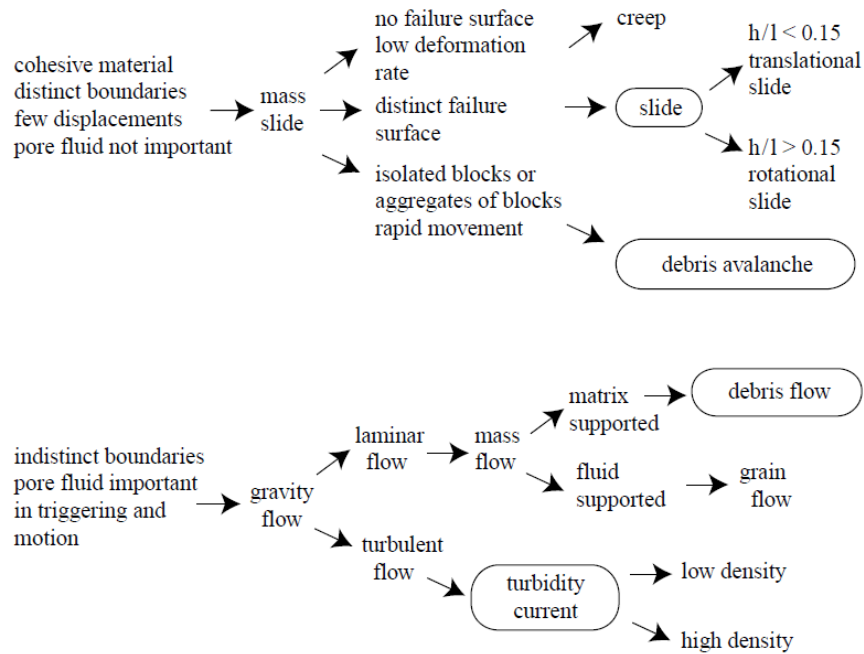 cohesive material
distinct boundaries
few displacements
pore fluid not important
mass
slide
no failure surface
low deformation
rate
creep
distinct failure
surface
slide
h/l < 0.15
translational
slide
h/l > 0.15
rotational
slide
isolated blocks or
aggregates of blocks
rapid movement
debris avalanche
indistinct boundaries
pore fluid important
in triggering and
motion
gravity
flow
laminar
flow
mass
flow
matrix
supported
debris flow
fluid
supported
grain
flow
turbulent
flow
turbidity
current
low density
high density